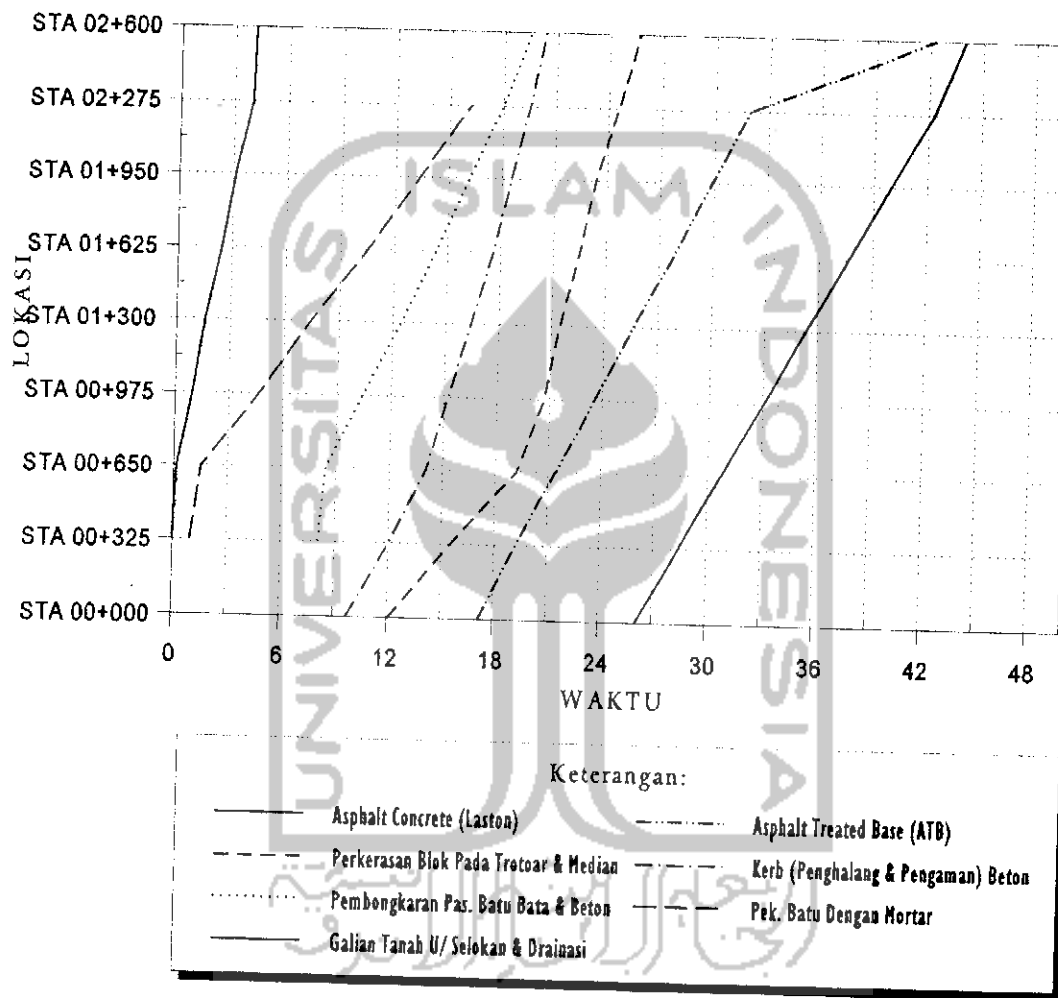 STA 02+600
STA 02+275
STA 01+950
STA 01+625
STA 01+300
STA 00+975
STA 00+650
STA 00+325
STA 00+000
LOKASI
0 6 12 18 24 30 36 42 48
WAKTU
UNIVERSITAS
ISLAM
INDONESIA
Keterangan:
Asphalt Concrete (Laston)
Asphalt Treated Base (ATB)
Perkerasan Blok Pada Trotoar & Median
Kerb (Penghalang & Pengaman) Beton
Pembongkaran Pas. Batu Bata & Beton
Pek. Batu Dengan Mortar
Galian Tanah U/ Selokan & Drainasi